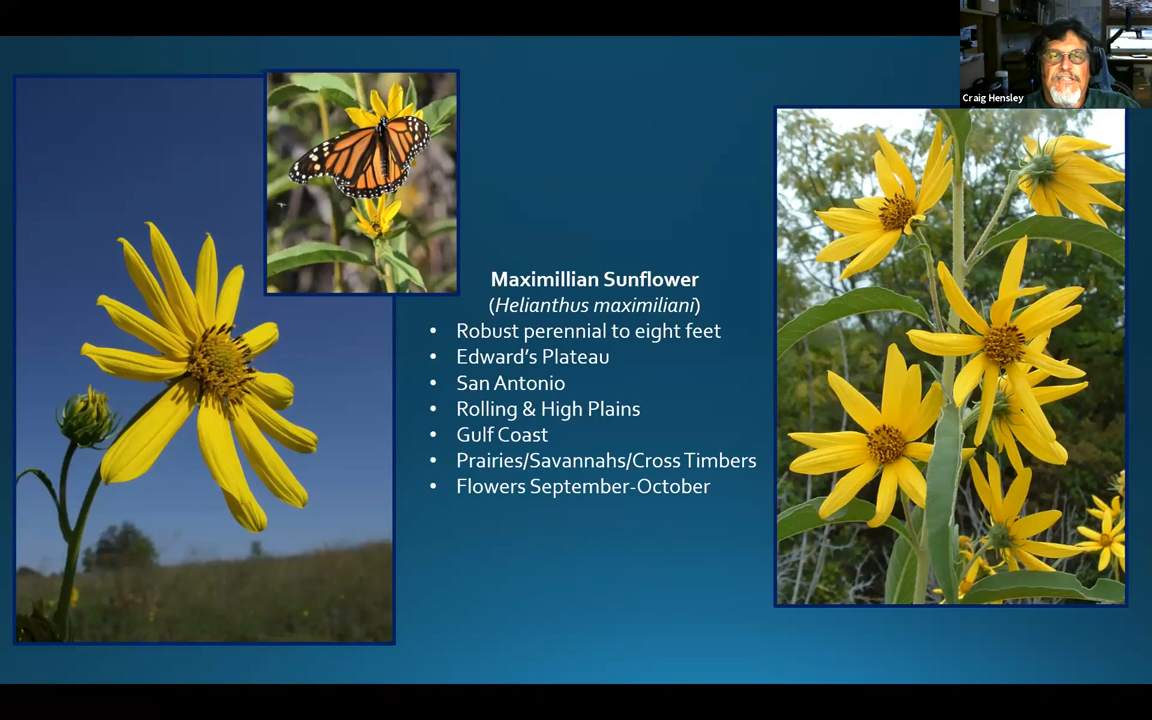 Craig Hensley
Maximillian Sunflower
(Helianthus maximiliani)
• Robust perennial to eight feet
• Edward's Plateau
• San Antonio
• Rolling & High Plains
• Gulf Coast
• Prairies/Savannahs/Cross Timbers
• Flowers September-October